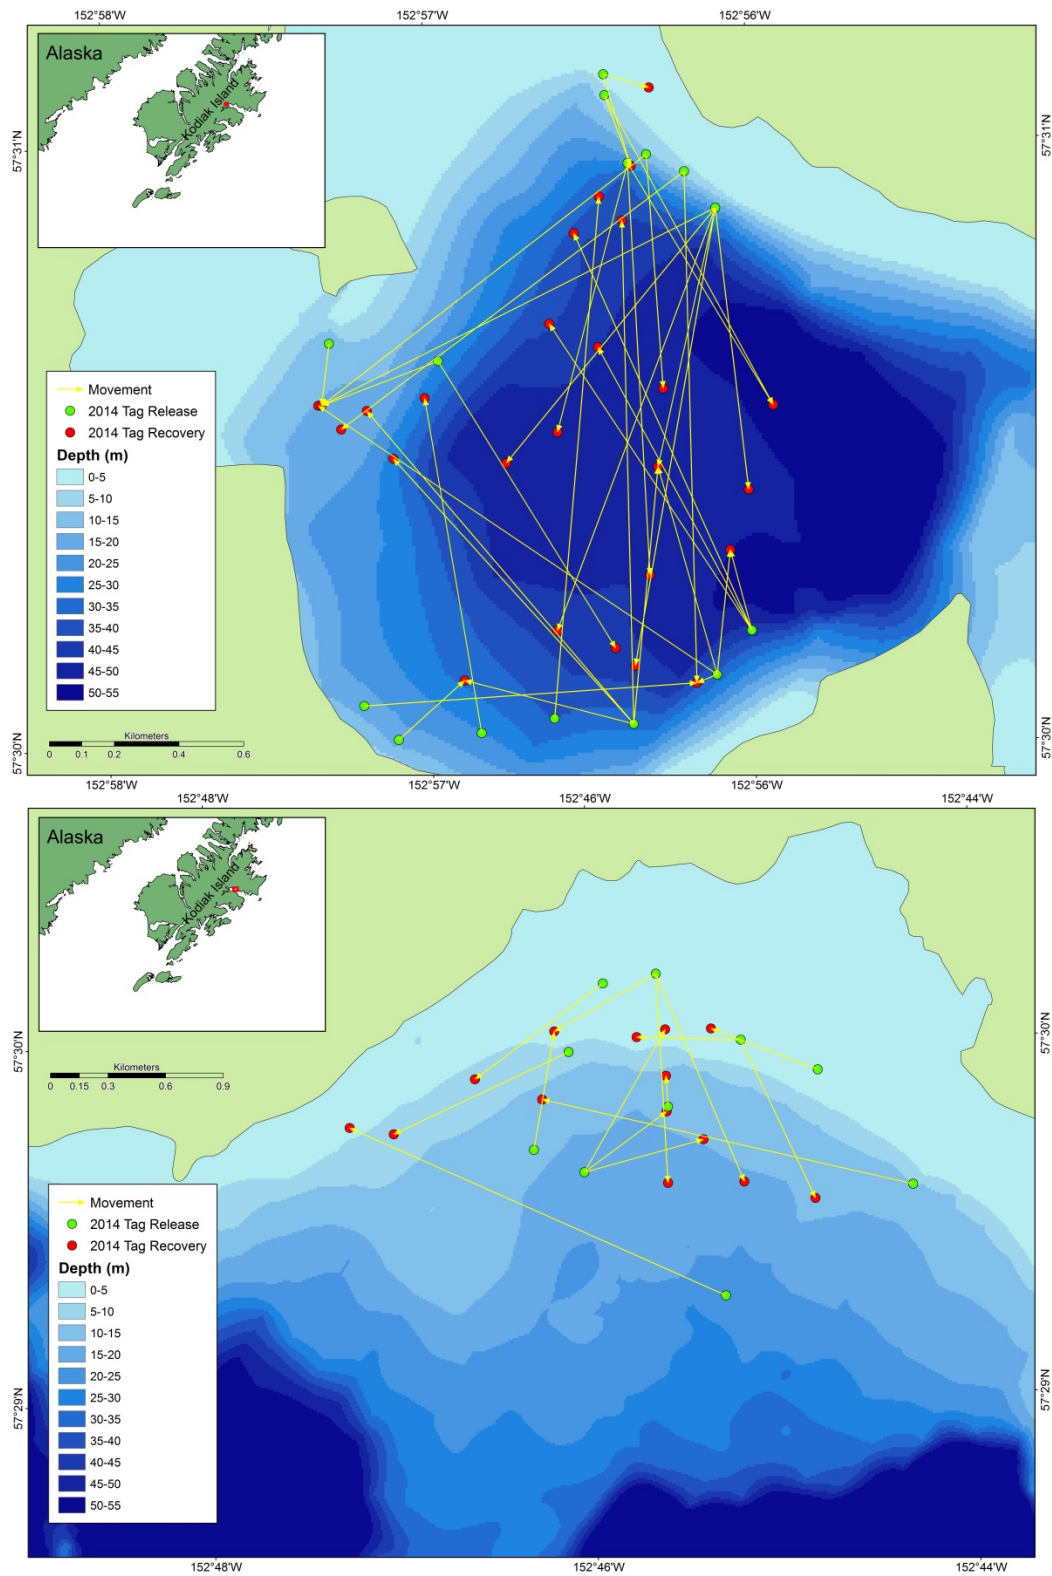 152°58'W 152°57'W 152°56'W
Alaska
Kodiak Island
57°31'N
57°31'N
Movement
2014 Tag Release
2014 Tag Recovery
Depth (m)
0-5
5-10
10-15
15-20
20-25
25-30
30-35
35-40
40-45
45-50
50-55
Kilometers
0 0.1 0.2 0.4 0.6
57°30'N
57°30'N
152°58'W 152°57'W 152°56'W
152°48'W 152°46'W 152°44'W
Alaska
Kodiak Island
57°30'N
57°30'N
Kilometers
0 0.15 0.3 0.6 0.9
Movement
2014 Tag Release
2014 Tag Recovery
Depth (m)
0-5
5-10
10-15
15-20
20-25
25-30
30-35
35-40
40-45
45-50
50-55
57°29'N
57°29'N
152°48'W 152°46'W 152°44'W